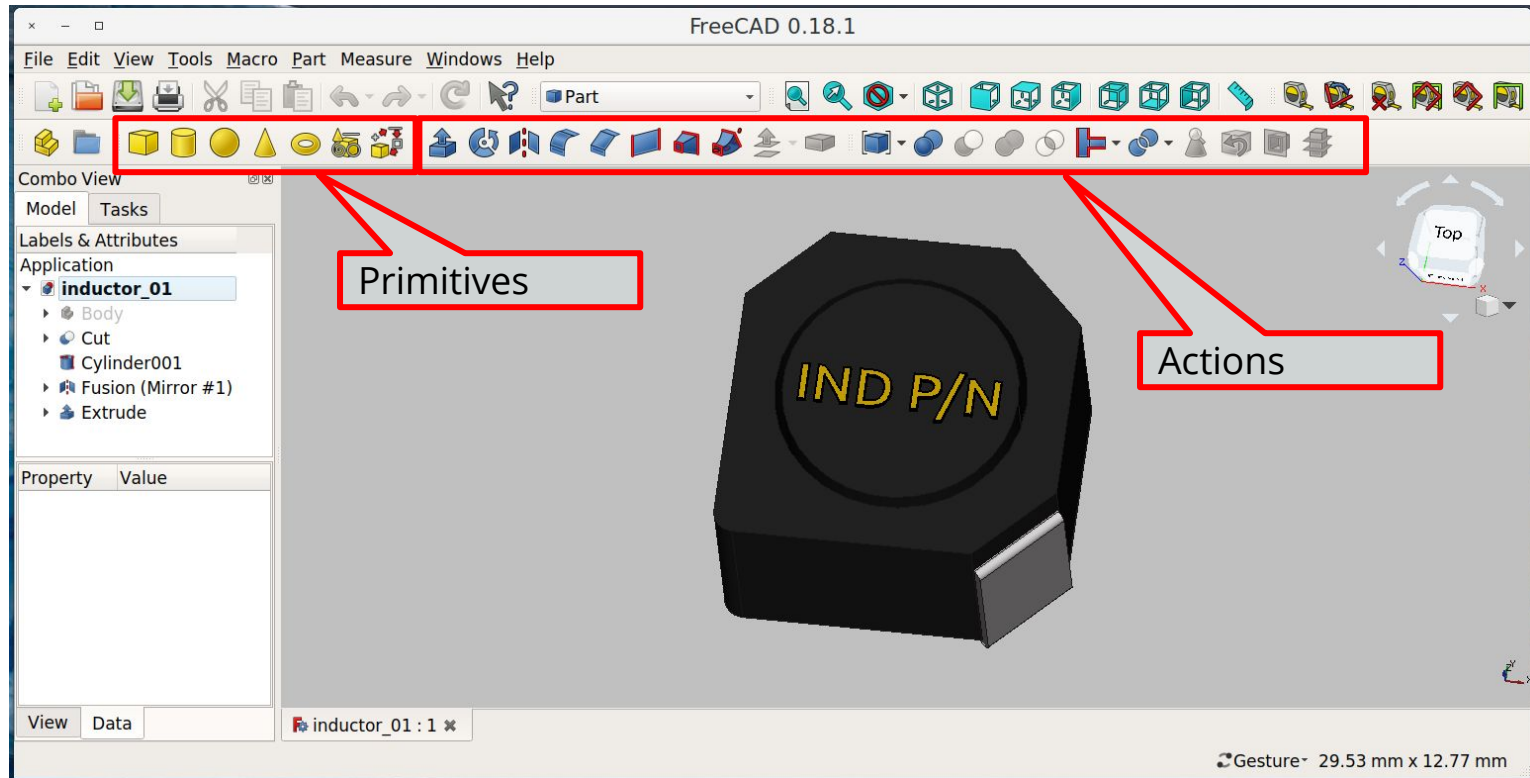 FreeCAD 0.18.1
File Edit View Tools Macro Part Measure Windows Help
Part
Combo View
Model Tasks
Labels & Attributes
Application
inductor_01
Body
Cut
Cylinder001
Fusion (Mirror #1)
Extrude
Property Value
View Data
Primitives
Actions
IND P/N
Top
z
x
inductor_01 : 1
Gesture 29.53 mm x 12.77 mm